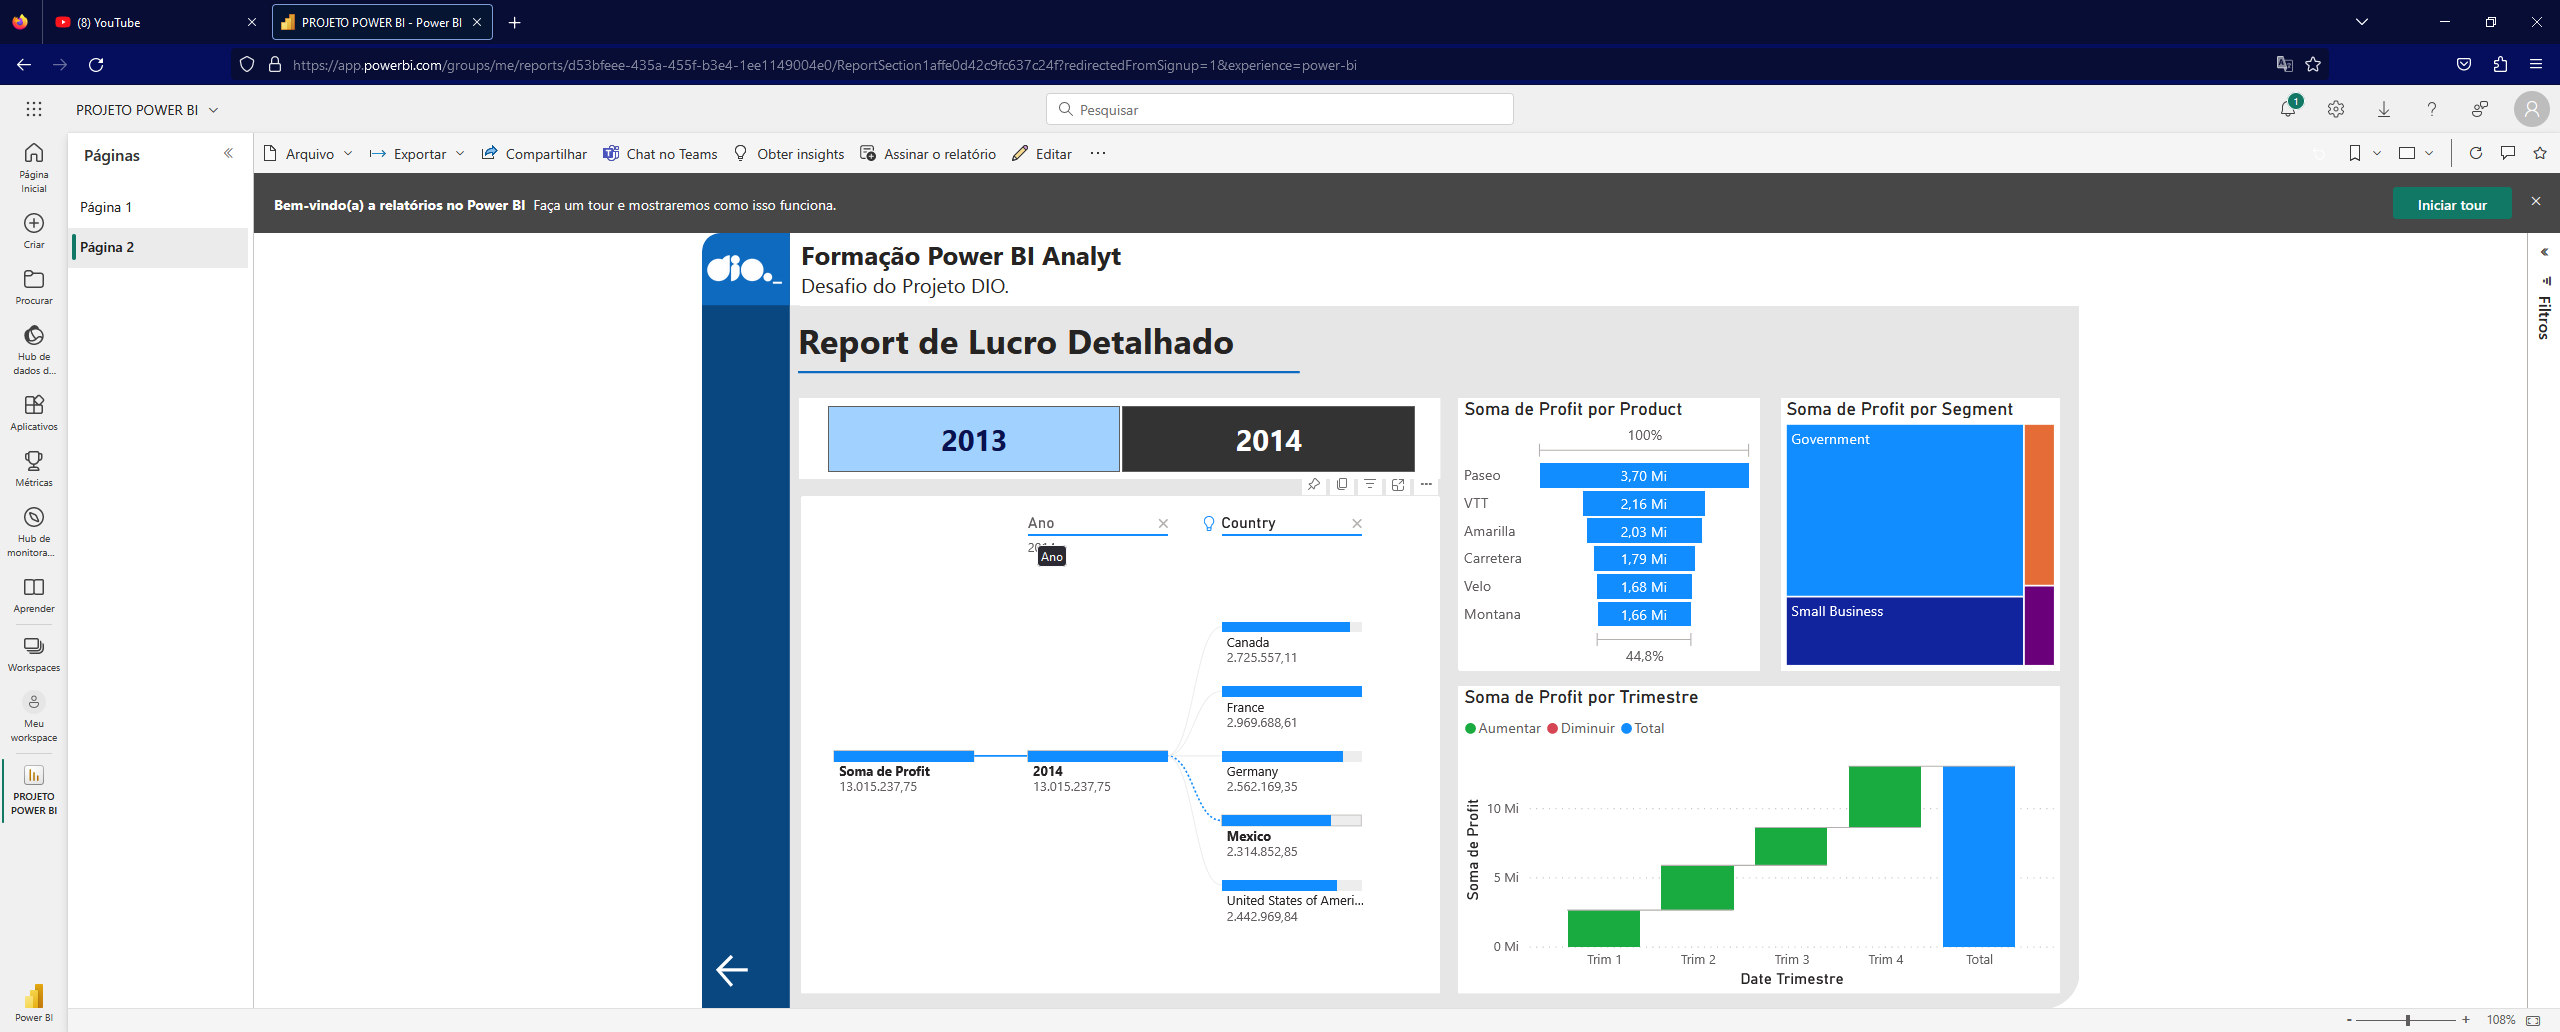 (8) YouTube
PROJETO POWER BI - Power BI
https://app.powerbi.com/groups/me/reports/d53bfeee-435a-455f-b3e4-1ee1149004e0/ReportSection1affe0d42c9fc637c24f?redirectedFromSignup=1&experience=power-bi
PROJETO POWER BI
Pesquisar
1
Página Inicial
Criar
Procurar
Hub de dados d...
Aplicativos
Métricas
Hub de monitora...
Aprender
Workspaces
Meu workspace
PROJETO POWER BI
Power BI
Páginas
Página 1
Página 2
Arquivo
Exportar
Compartilhar
Chat no Teams
Obter insights
Assinar o relatório
Editar
Bem-vindo(a) a relatórios no Power BI Faça um tour e mostraremos como isso funciona.
Iniciar tour
Filtros
dio._
Formação Power BI Analyt
Desafio do Projeto DIO.
Report de Lucro Detalhado
2013
2014
Ano
Country
Ano
Soma de Profit
13.015.237,75
2014
13.015.237,75
Canada
2.725.557,11
France
2.969.688,61
Germany
2.562.169,35
Mexico
2.314.852,85
United States of Ameri...
2.442.969,84
Soma de Profit por Product
100%
Paseo 3,70 Mi
VTT 2,16 Mi
Amarilla 2,03 Mi
Carretera 1,79 Mi
Velo 1,68 Mi
Montana 1,66 Mi
44,8%
Soma de Profit por Segment
Government
Small Business
Soma de Profit por Trimestre
Aumentar Diminuir Total
Soma de Profit
10 Mi
5 Mi
0 Mi
Trim 1 Trim 2 Trim 3 Trim 4 Total
Date Trimestre
108%